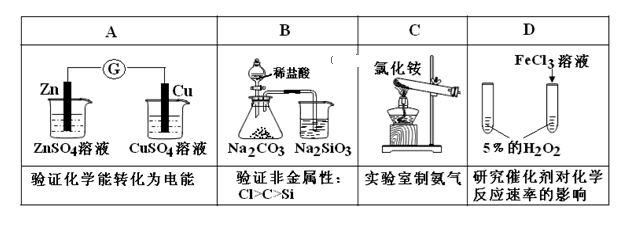 A
B
C
D
G
Zn
Cu
ZnSO4溶液
CuSO4溶液
稀盐酸
Na2CO3
Na2SiO3
氯化铵
FeCl3溶液
5%的H2O2
验证化学能转化为电能
验证非金属性：
Cl>C>Si
实验室制氨气
研究催化剂对化学
反应速率的影响